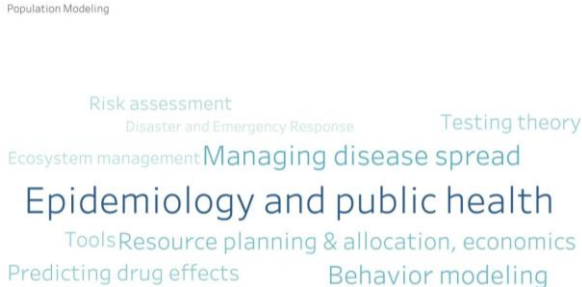 Population Modeling
Risk assessment
Disaster and Emergency Response
Testing theory
Ecosystem management Managing disease spread
Epidemiology and public health
Tools Resource planning & allocation, economics
Predicting drug effects
Behavior modeling